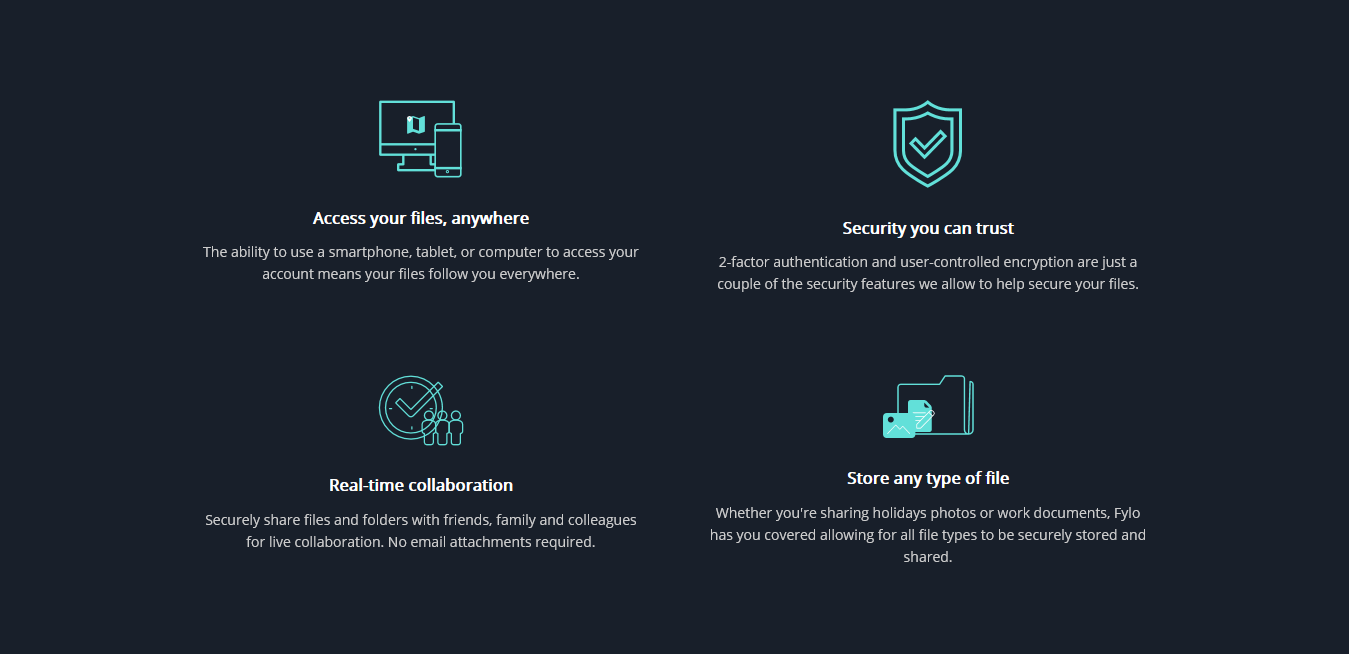 Access your files, anywhere
The ability to use a smartphone, tablet, or computer to access your
account means your files follow you everywhere.
Security you can trust
2-factor authentication and user-controlled encryption are just a
couple of the security features we allow to help secure your files.
Real-time collaboration
Securely share files and folders with friends, family and colleagues
for live collaboration. No email attachments required.
Store any type of file
Whether you're sharing holidays photos or work documents, Fylo
has you covered allowing for all file types to be securely stored and
shared.